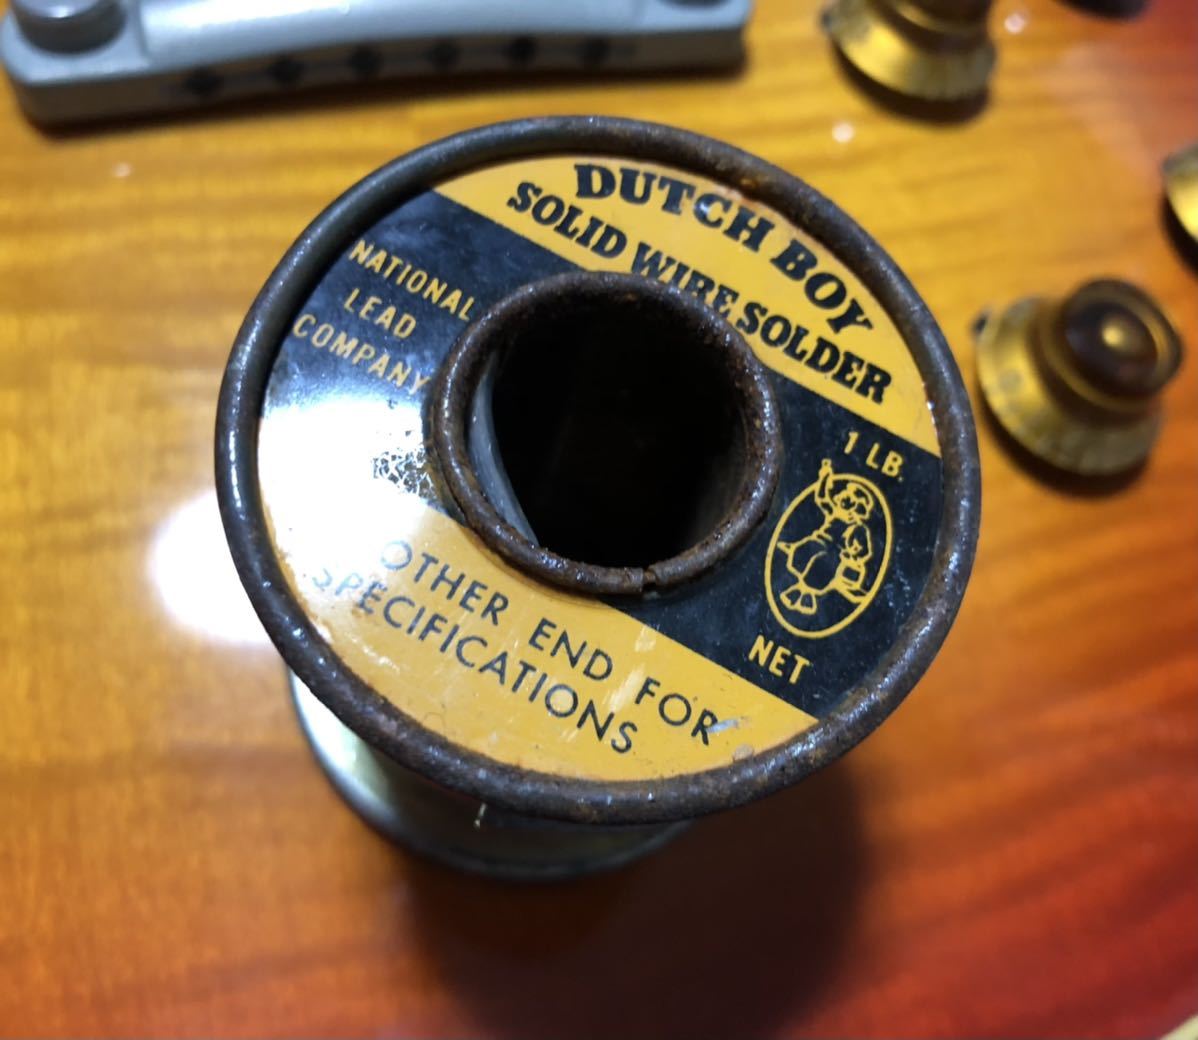 DUTCH BOY
SOLID WIRE SOLDER
NATIONAL
LEAD
COMPANY
1 LB.
NET
OTHER END FOR
SPECIFICATIONS